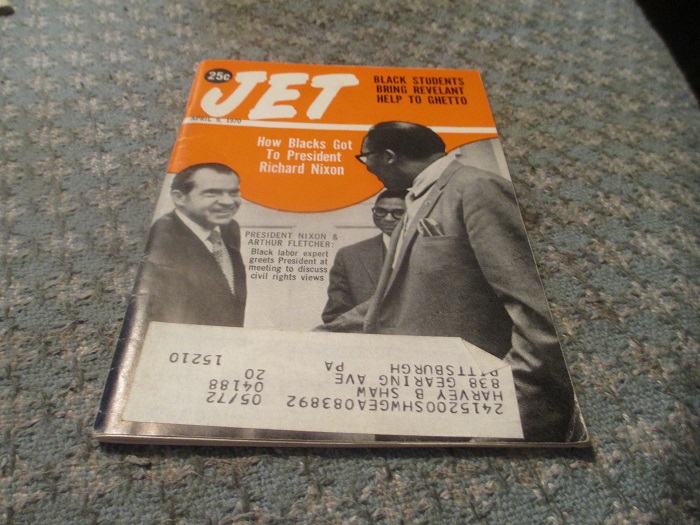 25c
JET
APRIL 9, 1970
BLACK STUDENTS
BRING REVELANT
HELP TO GHETTO
How Blacks Got
To President
Richard Nixon
PRESIDENT NIXON &
ARTHUR FLETCHER:
Black labor expert
greets President at
meeting to discuss
civil rights views
2415200SHWGEA083892 05/72
HARVEY B SHAW 04188
838 GEARING AVE 20
PITTSBURGH PA 15210